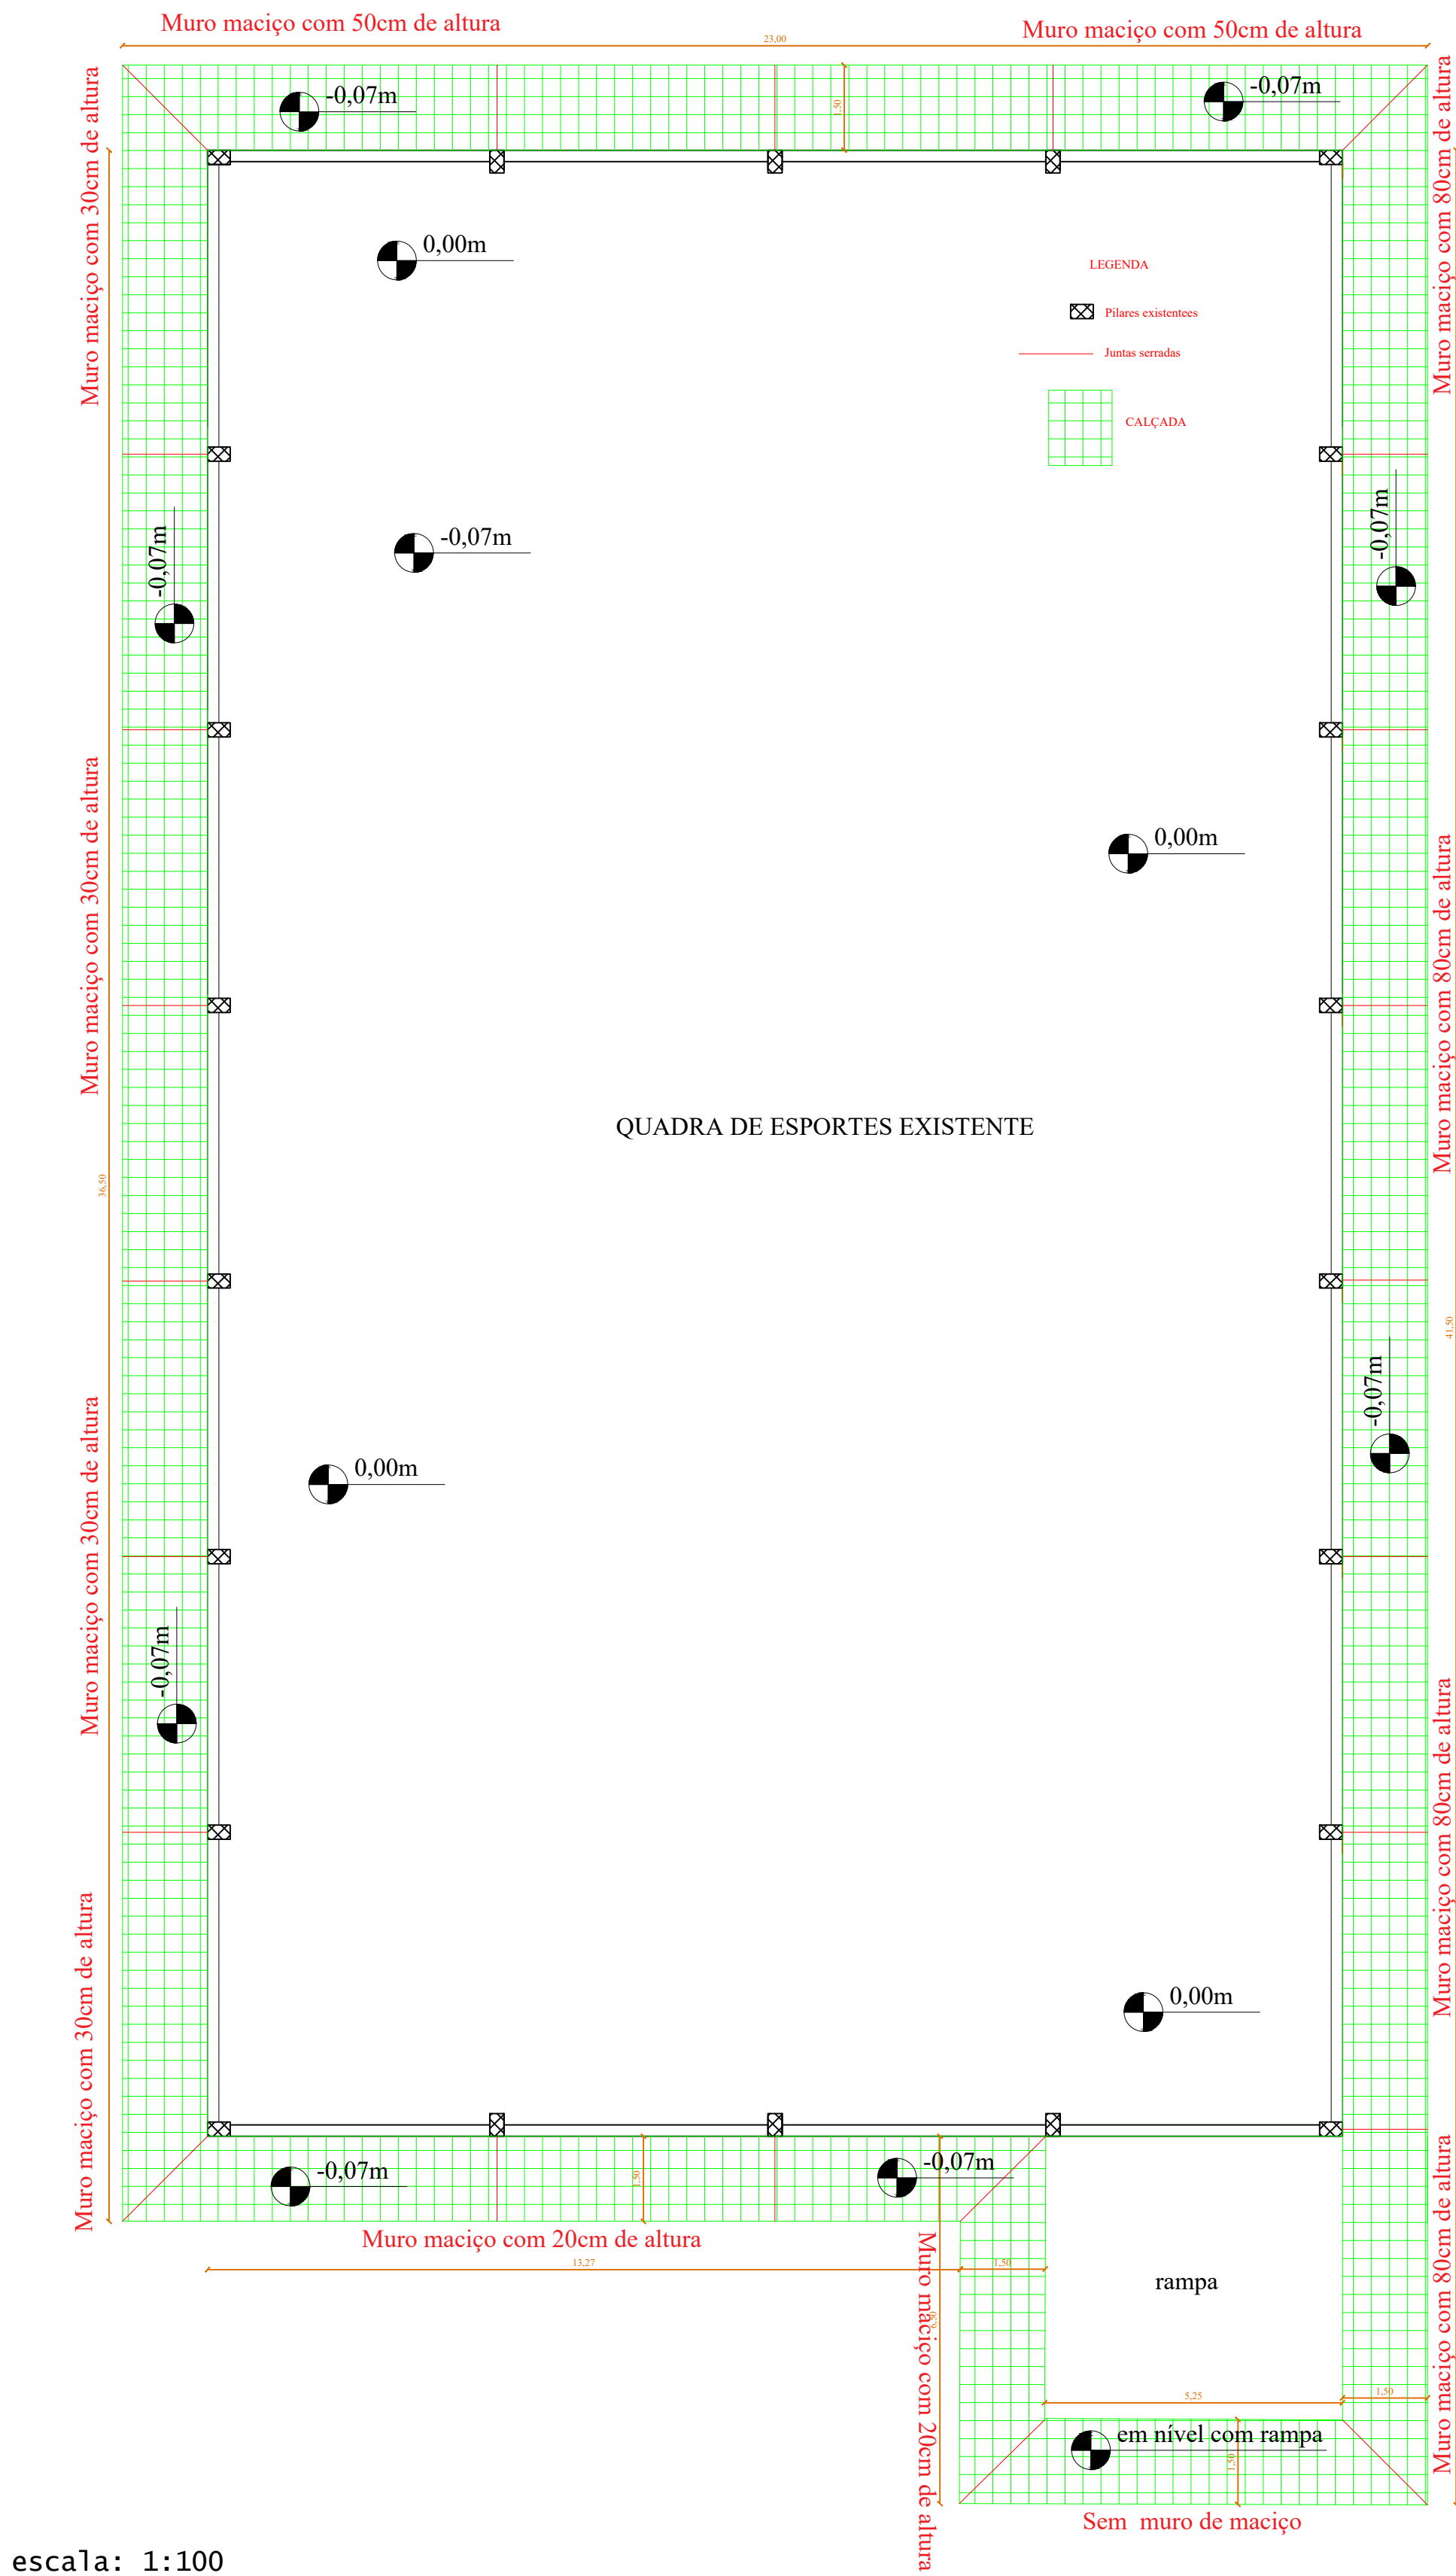 Muro maciço com 50cm de altura
Muro maciço com 50cm de altura
23,00
-0,07m
-0,07m
1,50
Muro maciço com 30cm de altura
Muro maciço com 80cm de altura
0,00m
LEGENDA
Pilares existentees
Juntas serradas
CALÇADA
-0,07m
-0,07m
-0,07m
0,00m
Muro maciço com 30cm de altura
Muro maciço com 80cm de altura
QUADRA DE ESPORTES EXISTENTE
36,50
41,50
-0,07m
0,00m
Muro maciço com 30cm de altura
-0,07m
Muro maciço com 80cm de altura
0,00m
Muro maciço com 30cm de altura
-0,07m
-0,07m
1,50
Muro maciço com 20cm de altura
13,27
1,50
Muro maciço com 20cm de altura
6,50
rampa
5,25
1,50
Muro maciço com 80cm de altura
em nível com rampa
1,50
Sem muro de maciço
escala: 1:100